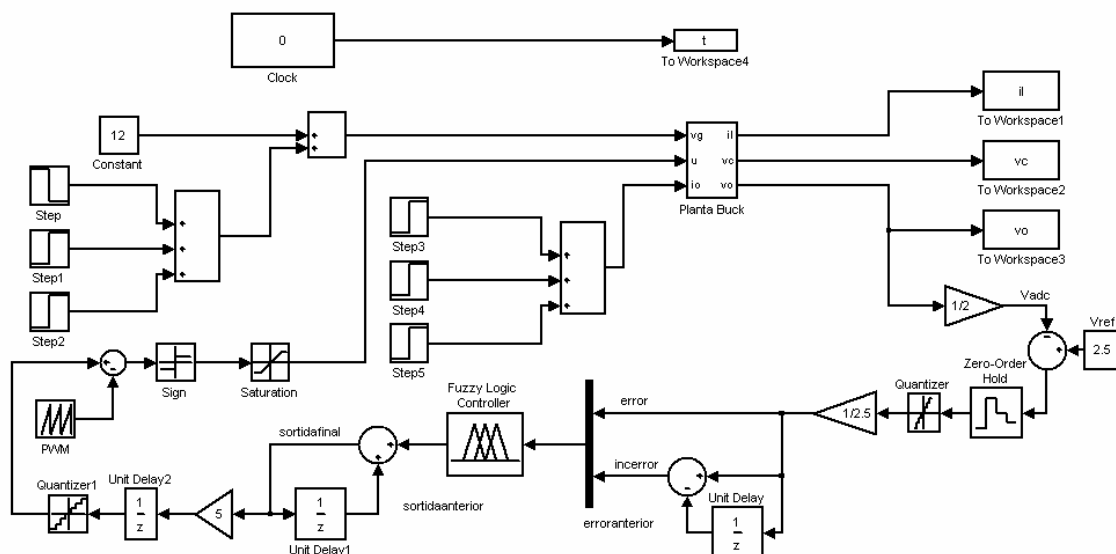 0
Clock
t
To Workspace4
12
Constant
vg
u
io
il
vc
vo
Planta Buck
il
To Workspace1
vc
To Workspace2
vo
To Workspace3
Step
Step1
Step2
Step3
Step4
Step5
1/2
Vadc
Vref
2.5
Zero-Order
Hold
Quantizer
1/2.5
Sign
Saturation
PWM
Fuzzy Logic
Controller
error
incerror
erroranterior
Unit Delay
1
z
sortidafinal
sortidaanterior
Unit Delay1
1
z
5
Unit Delay2
1
z
Quantizer1